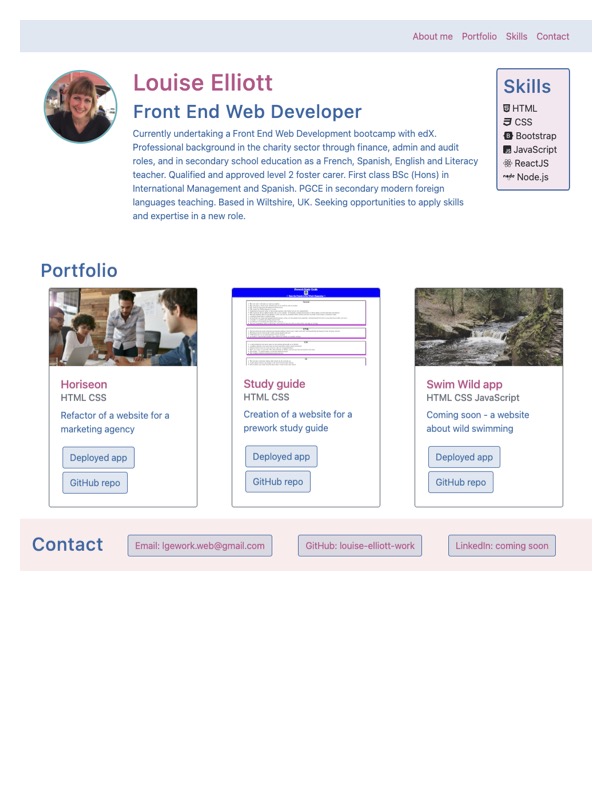 About me Portfolio Skills Contact
Louise Elliott
Front End Web Developer
Currently undertaking a Front End Web Development bootcamp with edX.
Professional background in the charity sector through finance, admin and audit
roles, and in secondary school education as a French, Spanish, English and Literacy
teacher. Qualified and approved level 2 foster carer. First class BSc (Hons) in
International Management and Spanish. PGCE in secondary modern foreign
languages teaching. Based in Wiltshire, UK. Seeking opportunities to apply skills
and expertise in a new role.
Skills
HTML
CSS
Bootstrap
JavaScript
ReactJS
Node.js
Portfolio
Horiseon
HTML CSS
Refactor of a website for a
marketing agency
Deployed app
GitHub repo
Study guide
HTML CSS
Creation of a website for a
prework study guide
Deployed app
GitHub repo
Swim Wild app
HTML CSS JavaScript
Coming soon - a website
about wild swimming
Deployed app
GitHub repo
Contact
Email: lgework.web@gmail.com
GitHub: louise-elliott-work
LinkedIn: coming soon